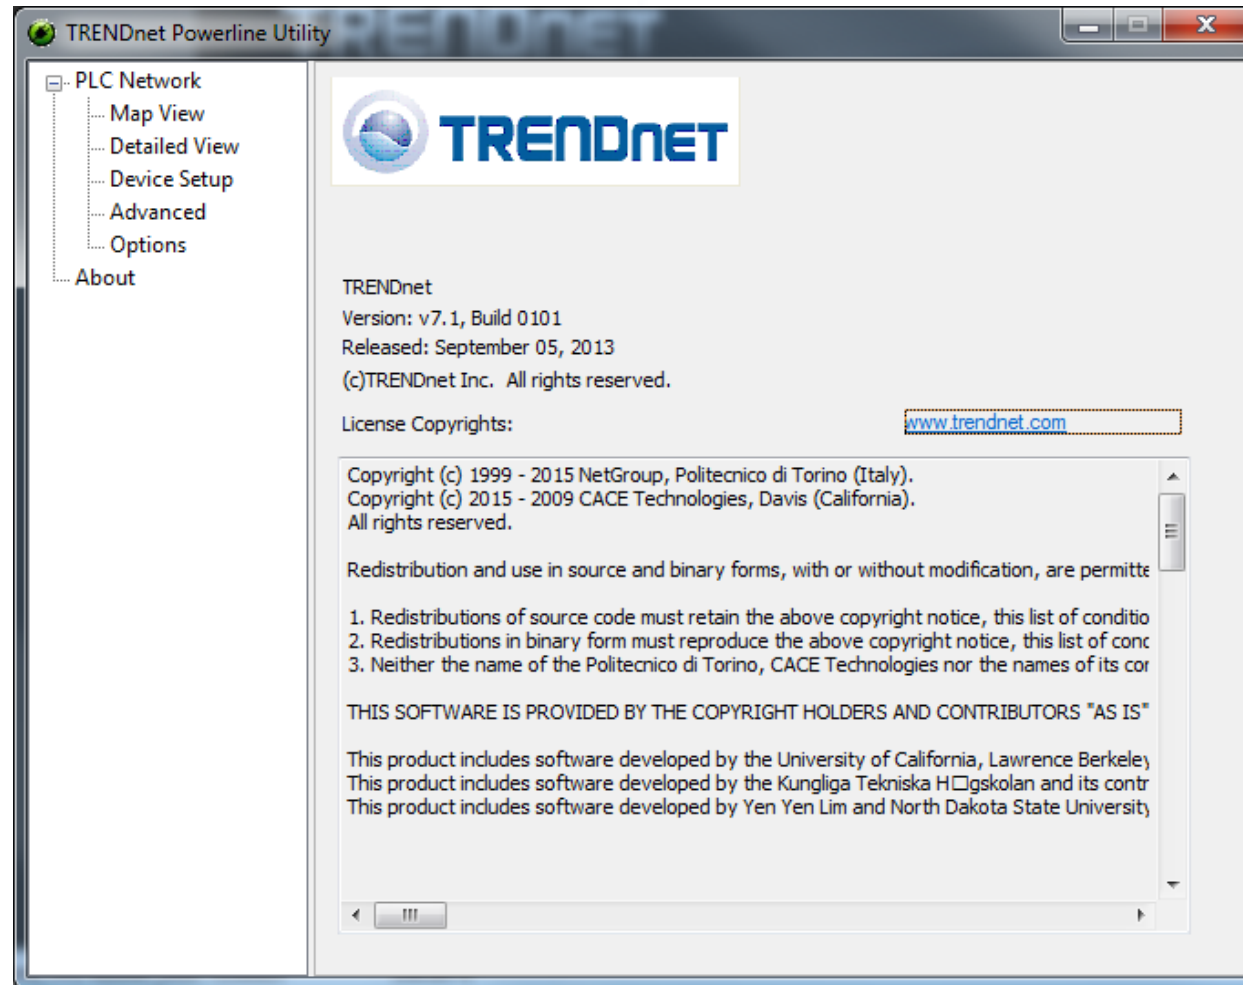 TRENDnet Powerline Utility
PLC Network
Map View
Detailed View
Device Setup
Advanced
Options
About
TRENDnet
TRENDnet
Version: v7.1, Build 0101
Released: September 05, 2013
(c)TRENDnet Inc.  All rights reserved.
License Copyrights:
www.trendnet.com
Copyright (c) 1999 - 2015 NetGroup, Politecnico di Torino (Italy).
Copyright (c) 2015 - 2009 CACE Technologies, Davis (California).
All rights reserved.
Redistribution and use in source and binary forms, with or without modification, are permitte
1. Redistributions of source code must retain the above copyright notice, this list of conditio
2. Redistributions in binary form must reproduce the above copyright notice, this list of conc
3. Neither the name of the Politecnico di Torino, CACE Technologies nor the names of its cor
THIS SOFTWARE IS PROVIDED BY THE COPYRIGHT HOLDERS AND CONTRIBUTORS "AS IS"
This product includes software developed by the University of California, Lawrence Berkeley
This product includes software developed by the Kungliga Tekniska H□gskolan and its contr
This product includes software developed by Yen Yen Lim and North Dakota State University